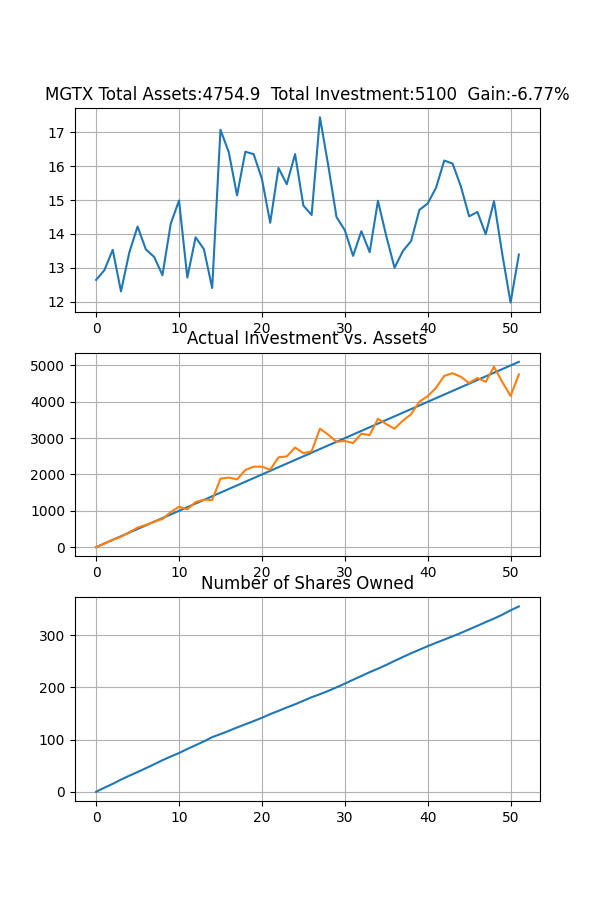 MGTX Total Assets:4754.9  Total Investment:5100  Gain:-6.77%
17
16
15
14
13
12
0 10 20 30 40 50
Actual Investment vs. Assets
5000
4000
3000
2000
1000
0
0 10 20 30 40 50
Number of Shares Owned
300
200
100
0
0 10 20 30 40 50